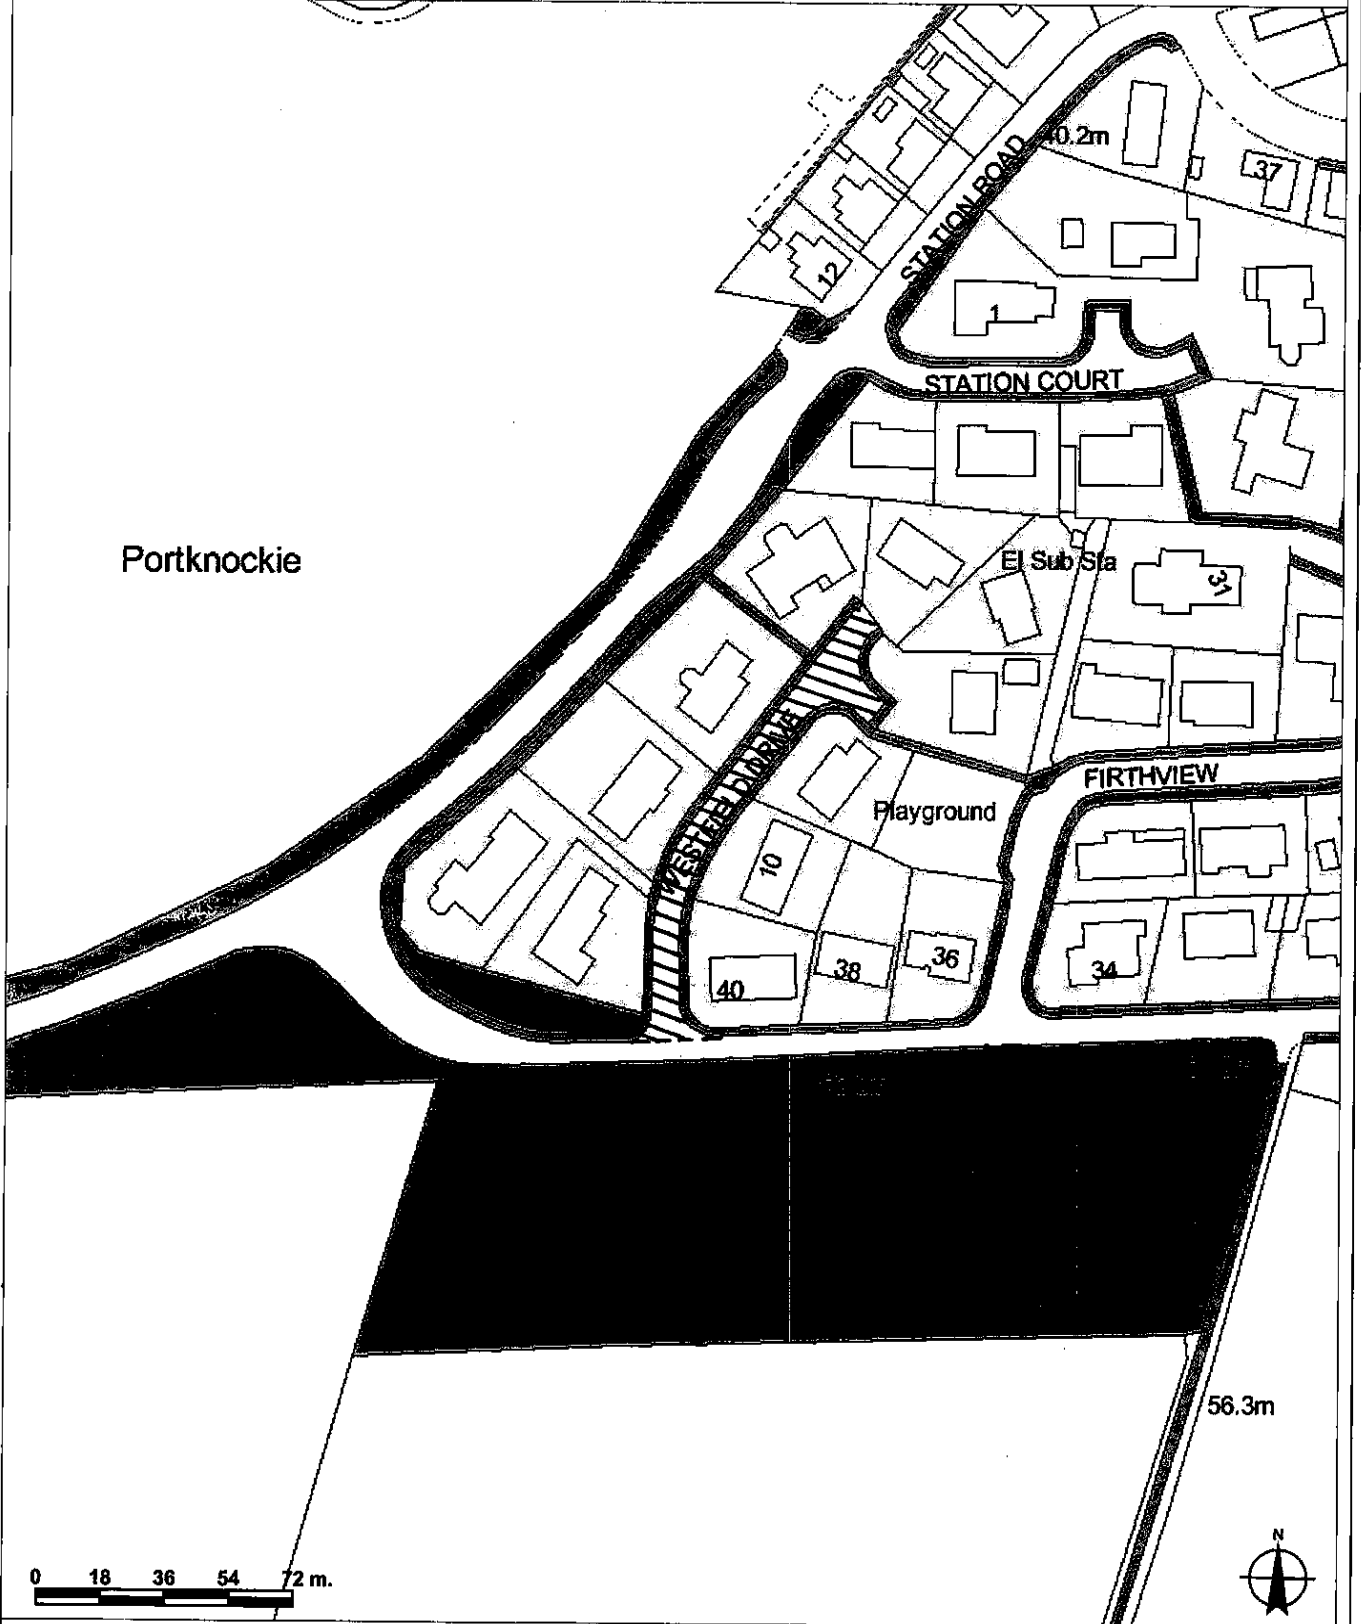 40.2m
37
STATION ROAD
12
1
STATION COURT
Portknockie
El Sub Sta
31
WESTFIELD DRIVE
FIRTHVIEW
Playground
10
36
38
34
40
56.3m
N
0 18 36 54 72 m.